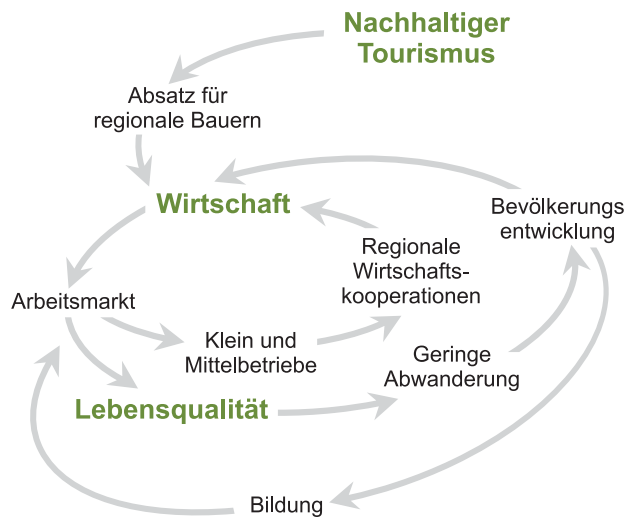 Nachhaltiger
Tourismus
Absatz für
regionale Bauern
Wirtschaft
Bevölkerungs
entwicklung
Regionale
Wirtschafts-
kooperationen
Arbeitsmarkt
Klein und
Mittelbetriebe
Geringe
Abwanderung
Lebensqualität
Bildung